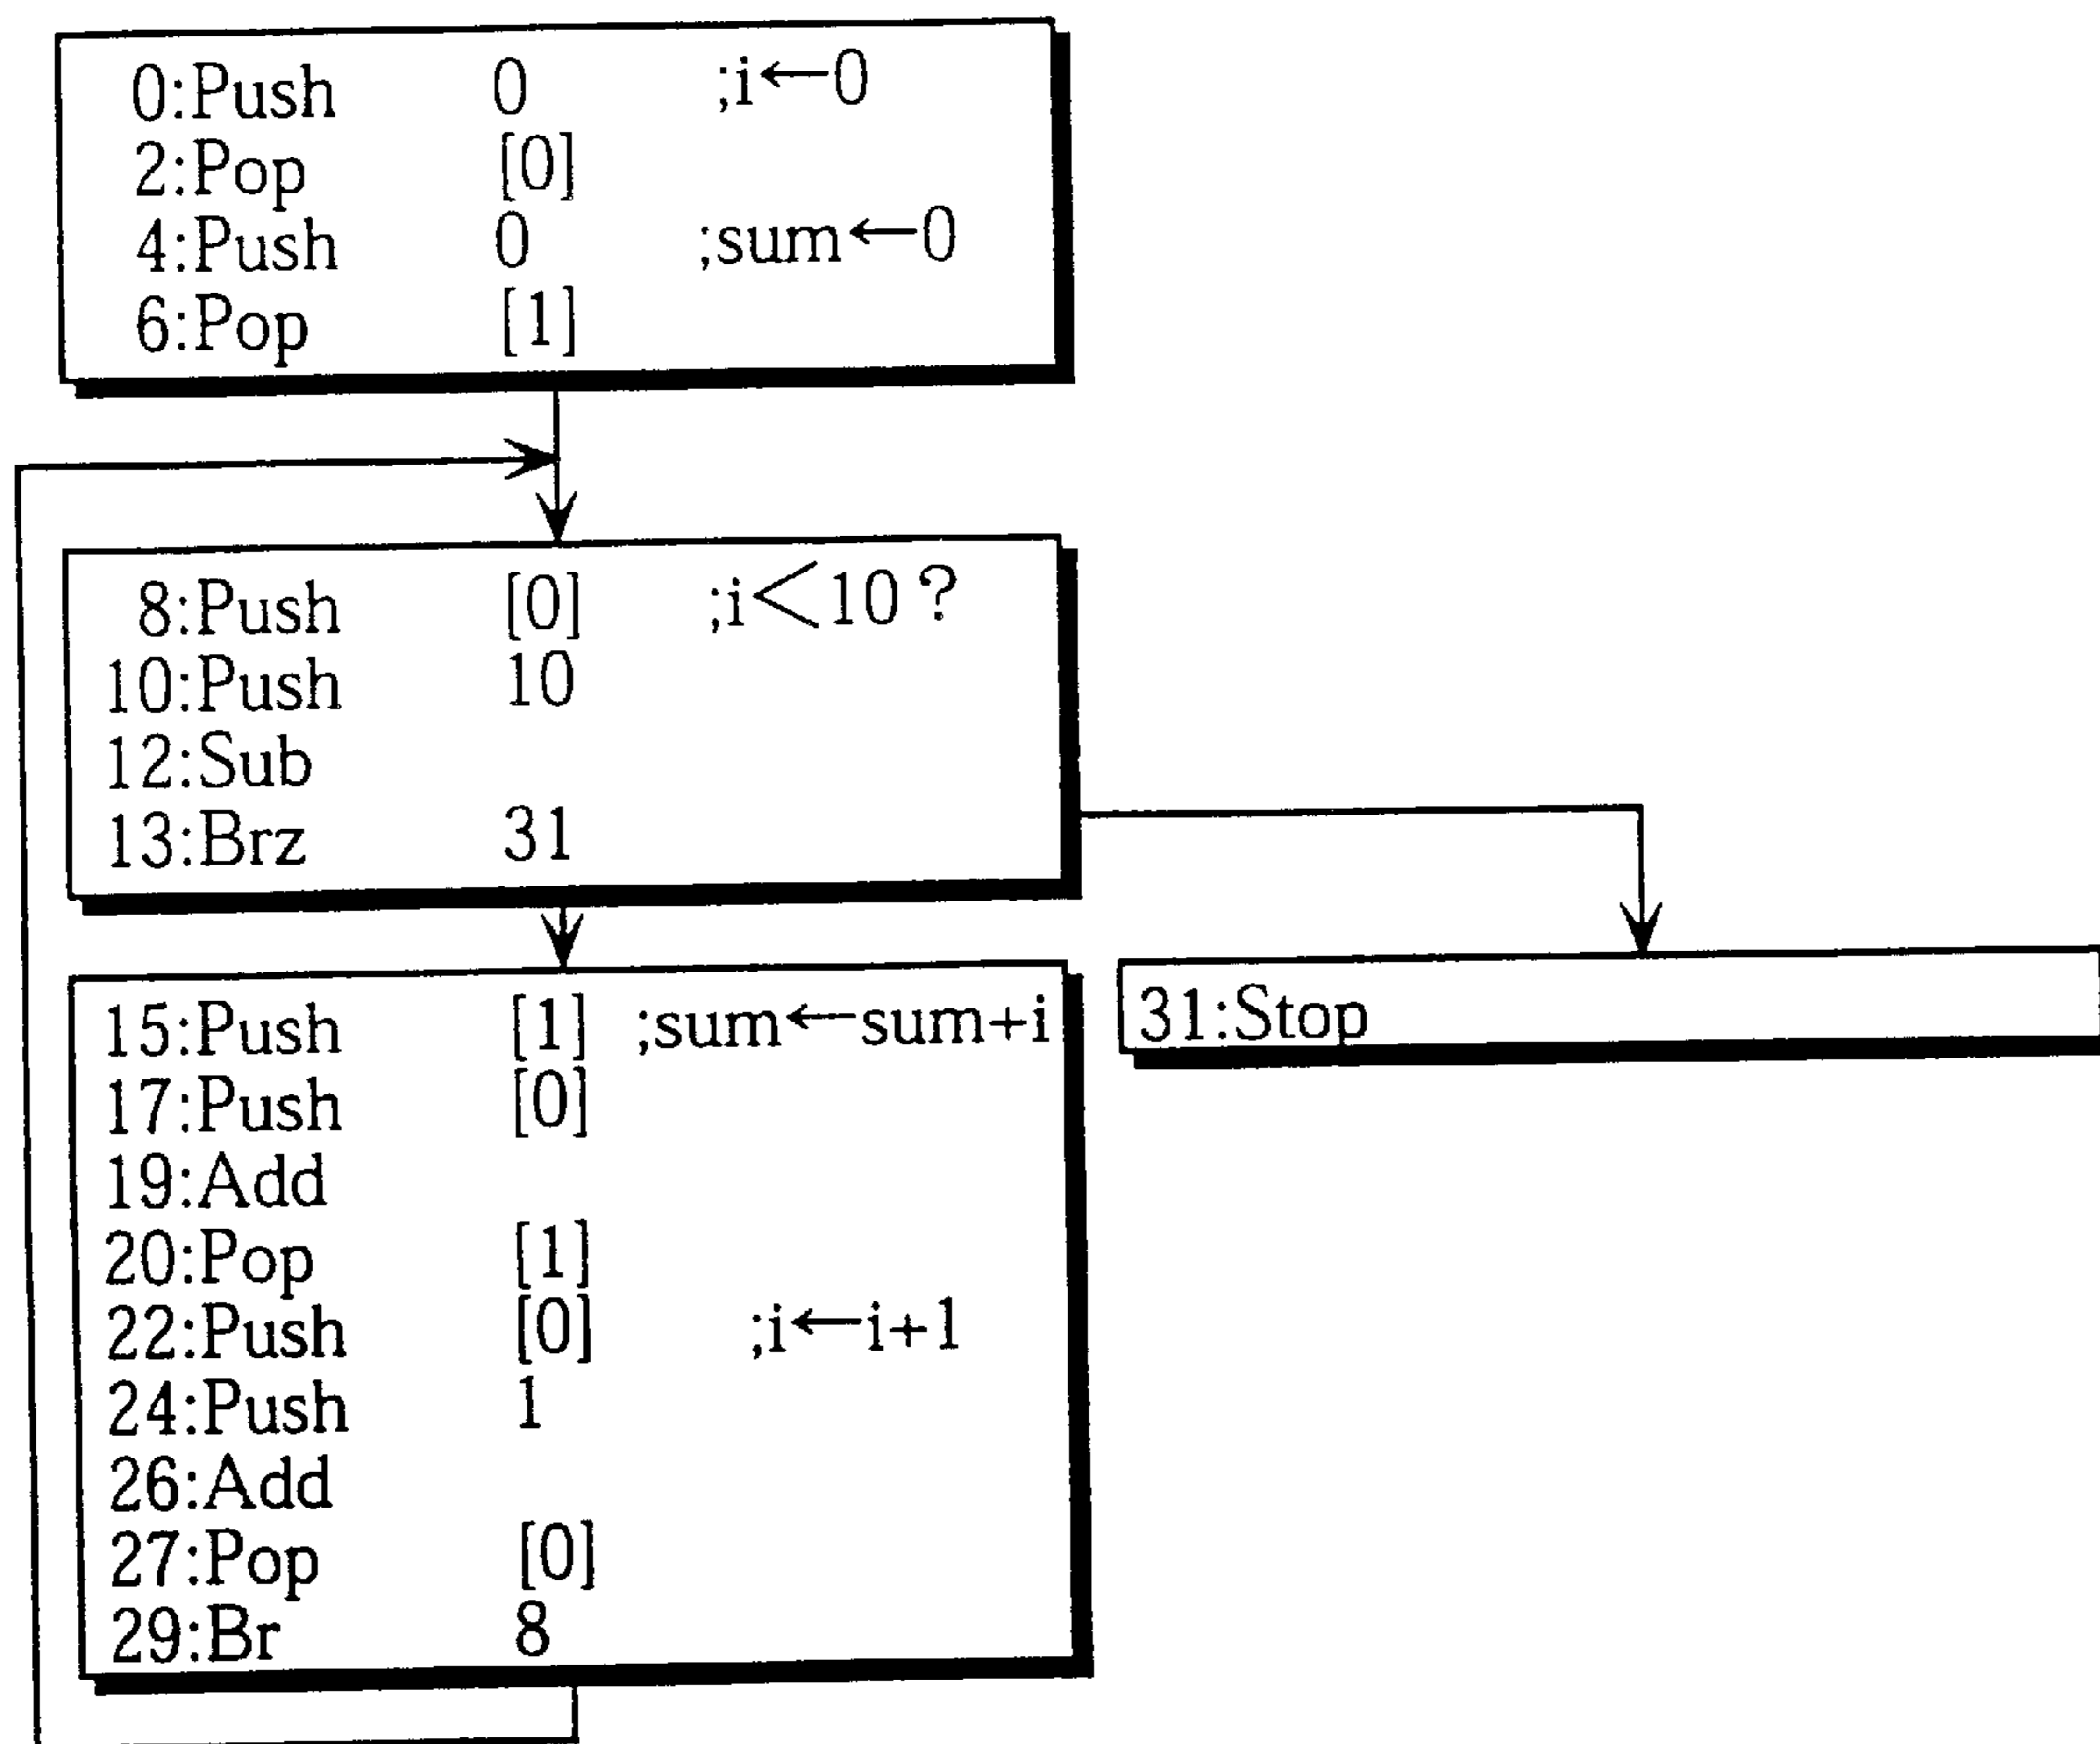 0:Push 0 ;i←0
2:Pop [0]
4:Push 0 ;sum←0
6:Pop [1]
8:Push [0] ;i<10 ?
10:Push 10
12:Sub
13:Brz 31
15:Push [1] ;sum←sum+i
17:Push [0]
19:Add
20:Pop [1]
22:Push [0] ;i←i+1
24:Push 1
26:Add
27:Pop [0]
29:Br 8
31:Stop